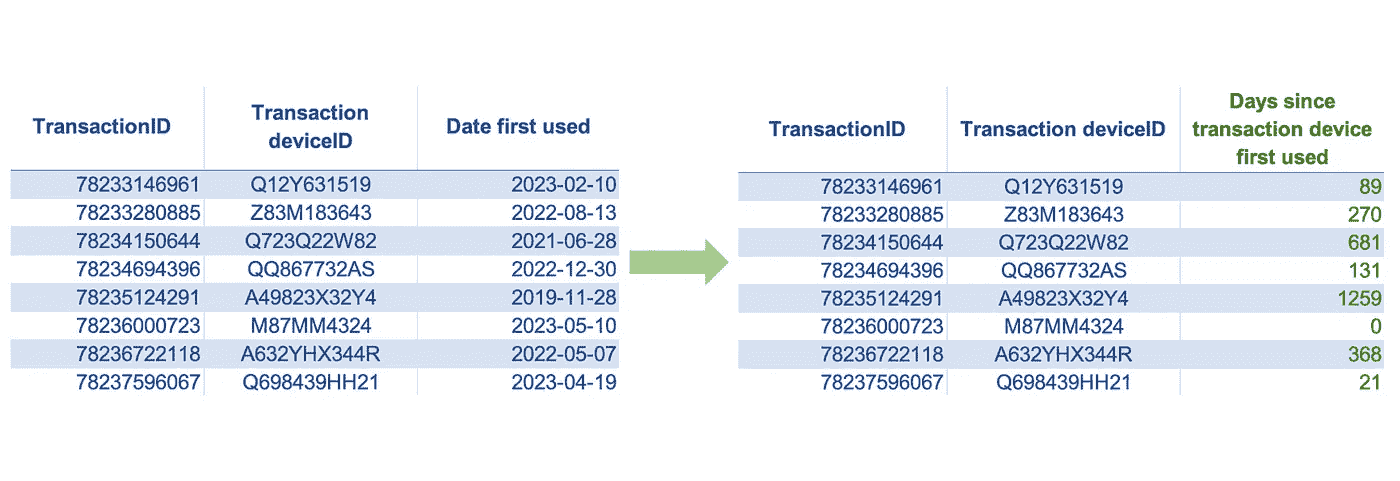 TransactionID
Transaction
deviceID
Date first used
78233146961 Q12Y631519 2023-02-10
78233280885 Z83M183643 2022-08-13
78234150644 Q723Q22W82 2021-06-28
78234694396 QQ867732AS 2022-12-30
78235124291 A49823X32Y4 2019-11-28
78236000723 M87MM4324 2023-05-10
78236722118 A632YHX344R 2022-05-07
78237596067 Q698439HH21 2023-04-19
TransactionID
Transaction deviceID
Days since
transaction device
first used
78233146961 Q12Y631519 89
78233280885 Z83M183643 270
78234150644 Q723Q22W82 681
78234694396 QQ867732AS 131
78235124291 A49823X32Y4 1259
78236000723 M87MM4324 0
78236722118 A632YHX344R 368
78237596067 Q698439HH21 21